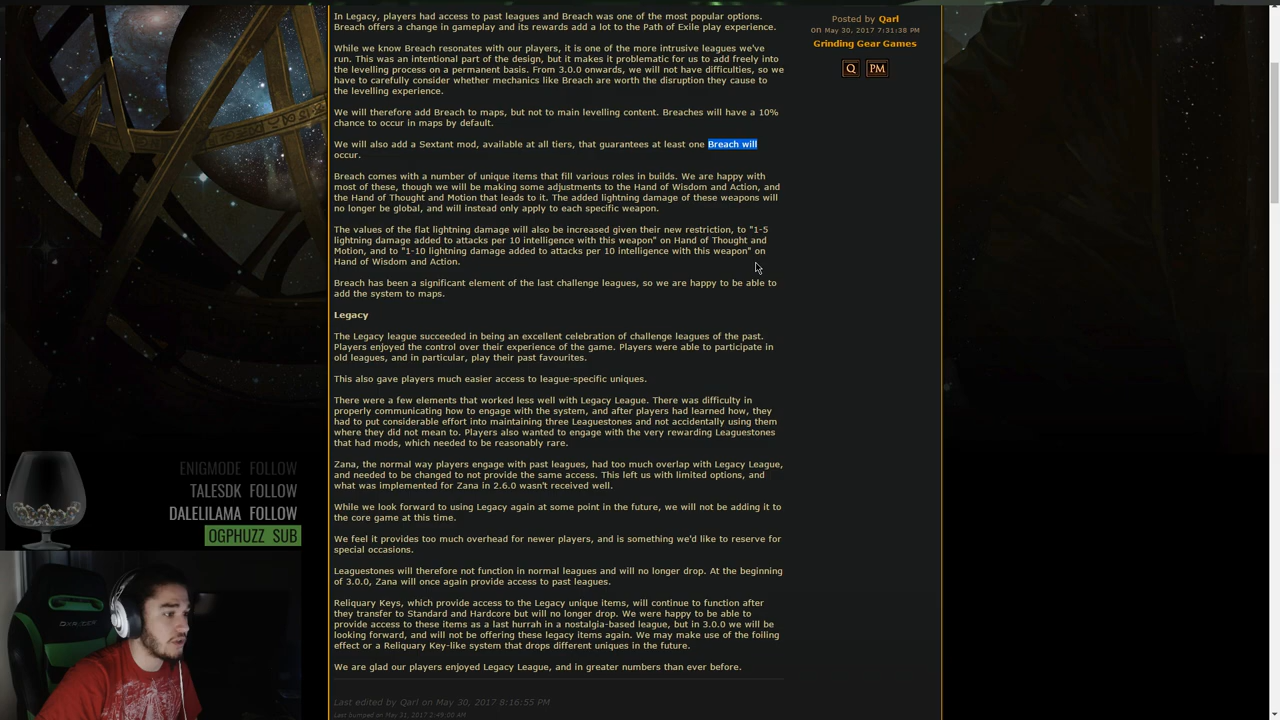 In Legacy, players had access to past leagues and Breach was one of the most popular options.
Breach offers a change in gameplay and its rewards add a lot to the Path of Exile play experience.
While we know Breach resonates with our players, it is one of the more intrusive leagues we've
run. This was an intentional part of the design, but it makes it problematic for us to add freely into
the levelling process on a permanent basis. From 3.0.0 onwards, we will not have difficulties, so we
have to carefully consider whether mechanics like Breach are worth the disruption they cause to
the levelling experience.
We will therefore add Breach to maps, but not to main levelling content. Breaches will have a 10%
chance to occur in maps by default.
We will also add a Sextant mod, available at all tiers, that guarantees at least one Breach will
occur.
Breach comes with a number of unique items that fill various roles in builds. We are happy with
most of these, though we will be making some adjustments to the Hand of Wisdom and Action, and
the Hand of Thought and Motion that leads to it. The added lightning damage of these weapons will
no longer be global, and will instead only apply to each specific weapon.
The values of the flat lightning damage will also be increased given their new restriction, to "1-5
lightning damage added to attacks per 10 intelligence with this weapon" on Hand of Thought and
Motion, and to "1-10 lightning damage added to attacks per 10 intelligence with this weapon" on
Hand of Wisdom and Action.
Breach has been a significant element of the last challenge leagues, so we are happy to be able to
add the system to maps.
Legacy
The Legacy league succeeded in being an excellent celebration of challenge leagues of the past.
Players enjoyed the control over their experience of the game. Players were able to participate in
old leagues, and in particular, play their past favourites.
This also gave players much easier access to league-specific uniques.
There were a few elements that worked less well with Legacy League. There was difficulty in
properly communicating how to engage with the system, and after players had learned how, they
had to put considerable effort into maintaining three Leaguestones and not accidentally using them
where they did not mean to. Players also wanted to engage with the very rewarding Leaguestones
that had mods, which needed to be reasonably rare.
Zana, the normal way players engage with past leagues, had too much overlap with Legacy League,
and needed to be changed to not provide the same access. This left us with limited options, and
what was implemented for Zana in 2.6.0 wasn't received well.
While we look forward to using Legacy again at some point in the future, we will not be adding it to
the core game at this time.
We feel it provides too much overhead for newer players, and is something we'd like to reserve for
special occasions.
Leaguestones will therefore not function in normal leagues and will no longer drop. At the beginning
of 3.0.0, Zana will once again provide access to past leagues.
Reliquary Keys, which provide access to the Legacy unique items, will continue to function after
they transfer to Standard and Hardcore but will no longer drop. We were happy to be able to
provide access to these items as a last hurrah in a nostalgia-based league, but in 3.0.0 we will be
looking forward, and will not be offering these legacy items again. We may make use of the foiling
effect or a Reliquary Key-like system that drops different uniques in the future.
We are glad our players enjoyed Legacy League, and in greater numbers than ever before.
Last edited by Qarl on May 30, 2017 8:16:55 PM
Last bumped on May 31, 2017 2:49:00 AM
Posted by Qarl
on May 30, 2017 7:31:38 PM
Grinding Gear Games
Q PM
ENIGMODE FOLLOW
TALESDK FOLLOW
DALELILAMA FOLLOW
OGPHUZZ SUB